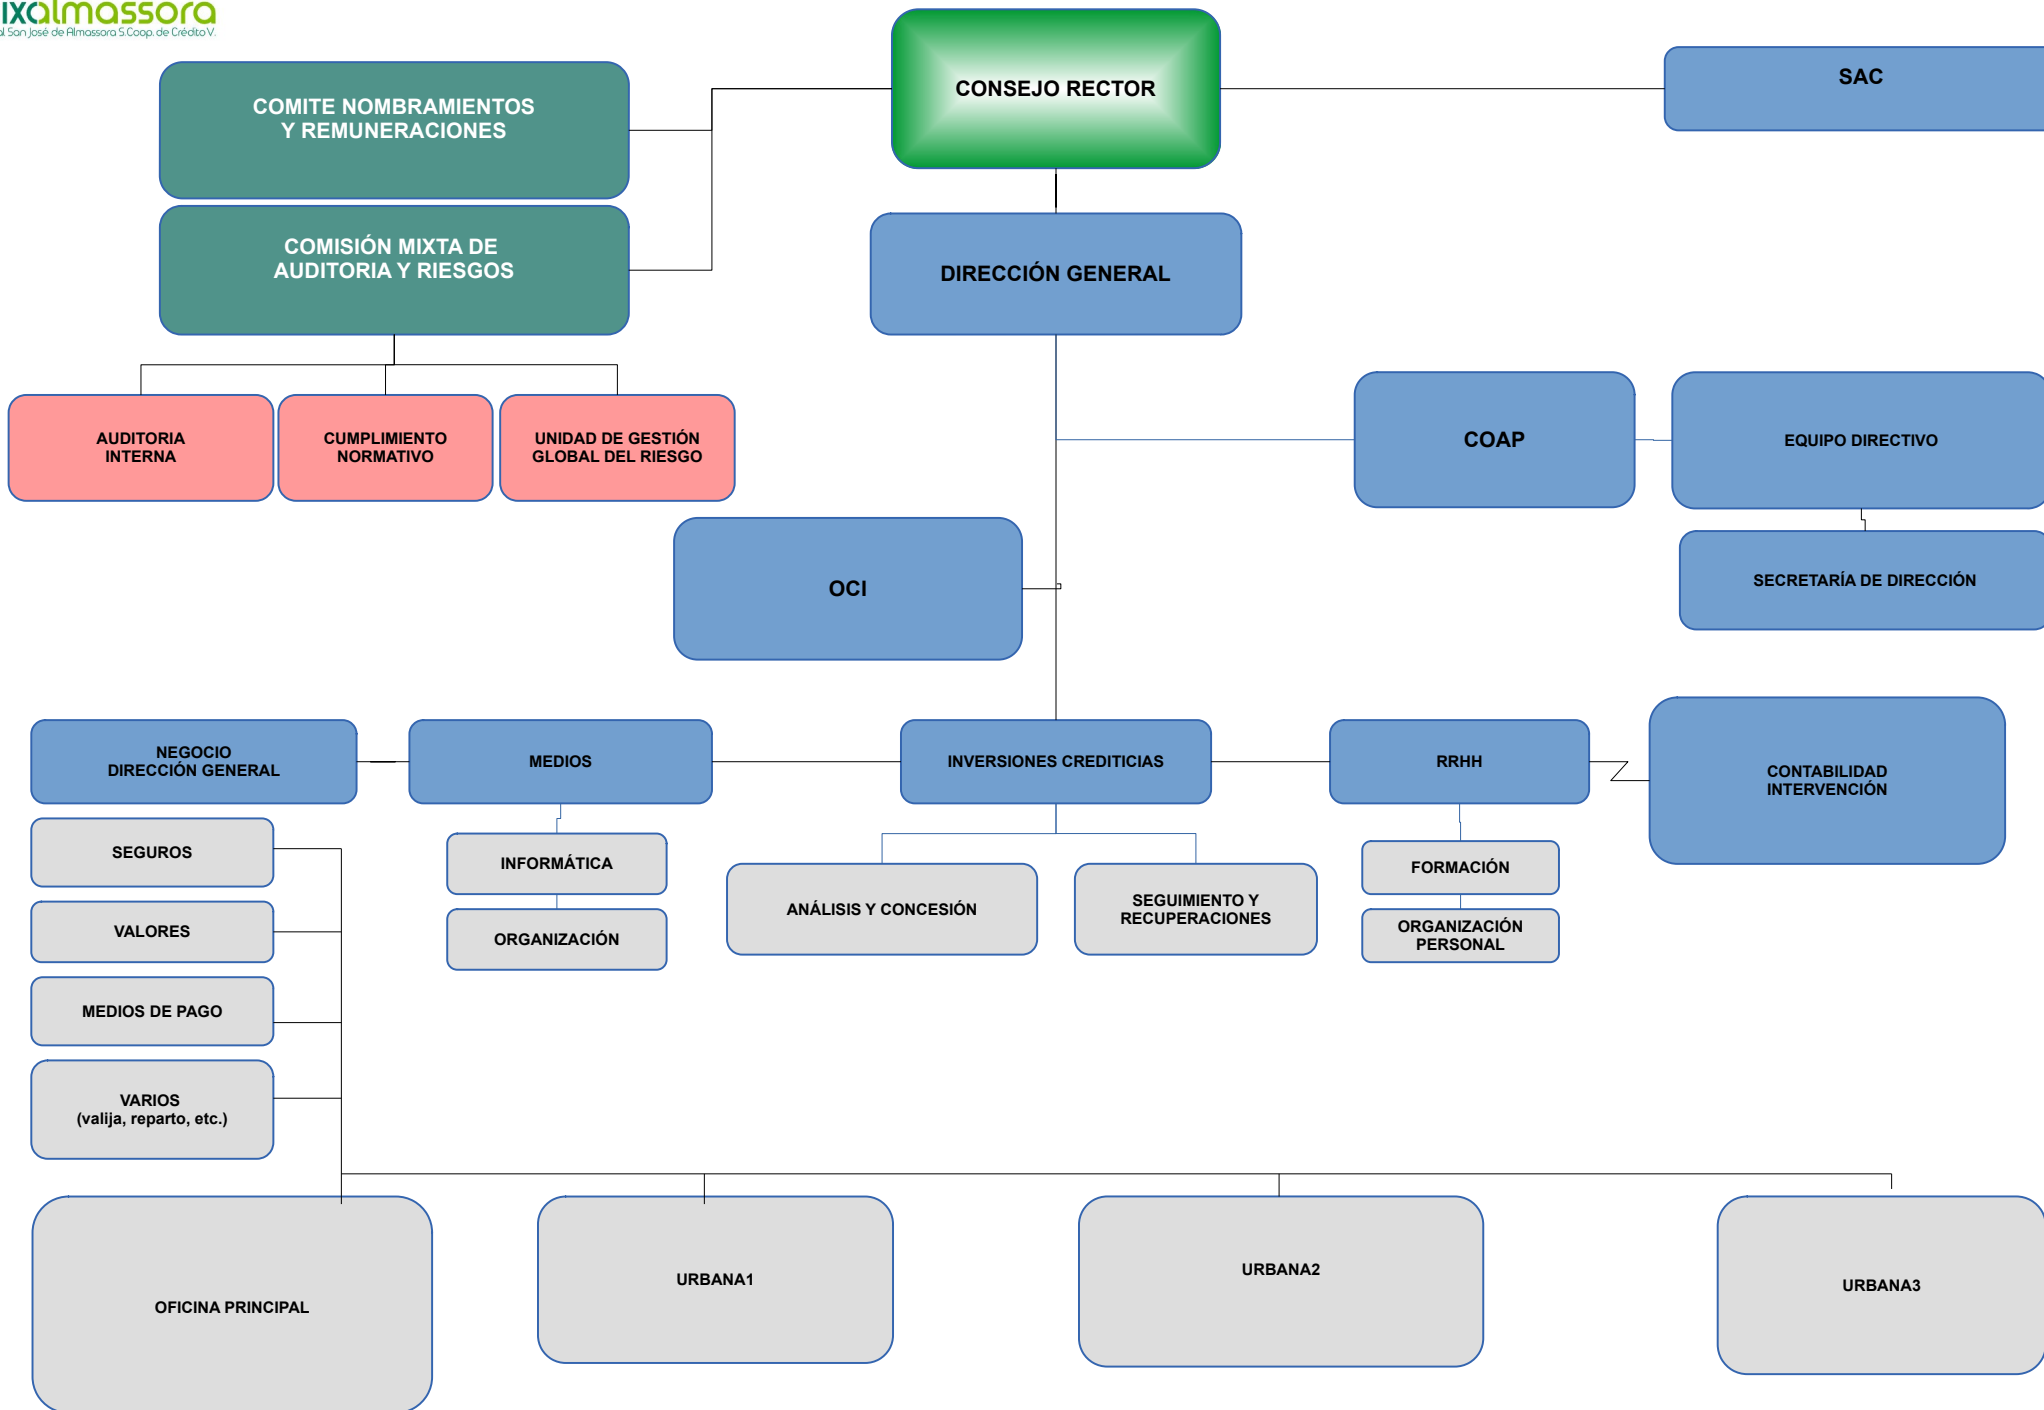 ixalmassora
al San José de Almassora S.Coop. de Crédito V.
CONSEJO RECTOR
SAC
COMITE NOMBRAMIENTOS
Y REMUNERACIONES
COMISIÓN MIXTA DE
AUDITORIA Y RIESGOS
DIRECCIÓN GENERAL
AUDITORIA
INTERNA
CUMPLIMIENTO
NORMATIVO
UNIDAD DE GESTIÓN
GLOBAL DEL RIESGO
COAP
EQUIPO DIRECTIVO
OCI
SECRETARÍA DE DIRECCIÓN
NEGOCIO
DIRECCIÓN GENERAL
MEDIOS
INVERSIONES CREDITICIAS
RRHH
CONTABILIDAD
INTERVENCIÓN
SEGUROS
VALORES
MEDIOS DE PAGO
VARIOS
(valija, reparto, etc.)
INFORMÁTICA
ORGANIZACIÓN
ANÁLISIS Y CONCESIÓN
SEGUIMIENTO Y
RECUPERACIONES
FORMACIÓN
ORGANIZACIÓN
PERSONAL
OFICINA PRINCIPAL
URBANA1
URBANA2
URBANA3